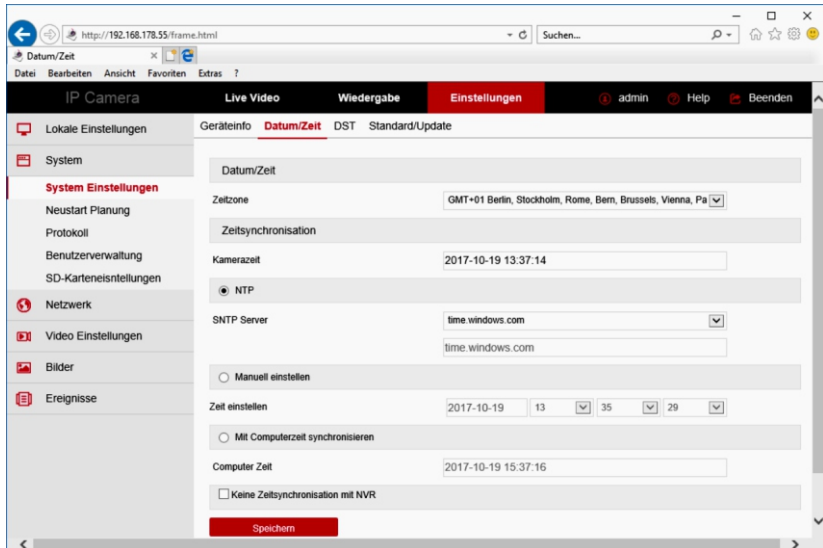 http://192.168.178.55/frame.html
Suchen...
Datum/Zeit
Datei Bearbeiten Ansicht Favoriten Extras ?
IP Camera Live Video Wiedergabe Einstellungen admin Help Beenden
Lokale Einstellungen
System
System Einstellungen
Neustart Planung
Protokoll
Benutzerverwaltung
SD-Karteneisntellungen
Netzwerk
Video Einstellungen
Bilder
Ereignisse
Geräteinfo Datum/Zeit DST Standard/Update
Datum/Zeit
Zeitzone GMT+01 Berlin, Stockholm, Rome, Bern, Brussels, Vienna, Pa
Zeitsynchronisation
Kamerazeit 2017-10-19 13:37:14
NTP
SNTP Server time.windows.com
time.windows.com
Manuell einstellen
Zeit einstellen 2017-10-19 13 35 29
Mit Computerzeit synchronisieren
Computer Zeit 2017-10-19 15:37:16
Keine Zeitsynchronisation mit NVR
Speichern